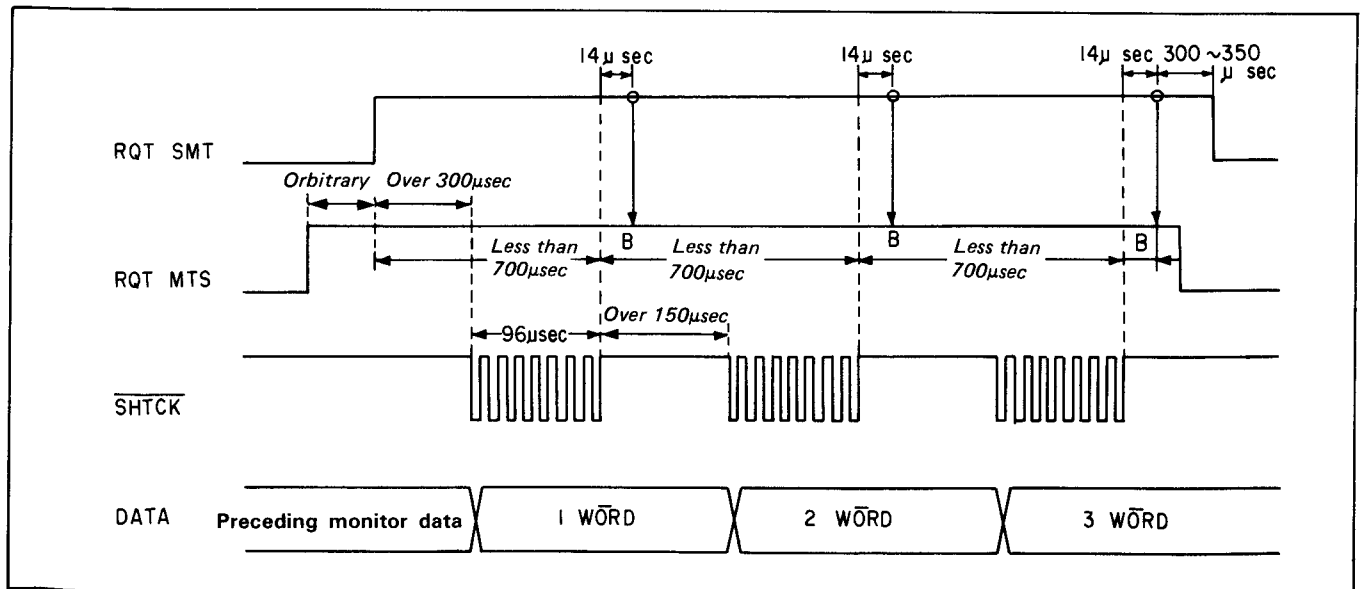 14μ sec 14μ sec 14μ sec 300 ~350
μ sec
RQT SMT
Orbitrary Over 300μsec
B B B
Less than Less than Less than
700μsec 700μsec 700μsec
RQT MTS
Over 150μsec
96μsec
SHTCK
DATA Preceding monitor data 1 WORD 2 WORD 3 WORD